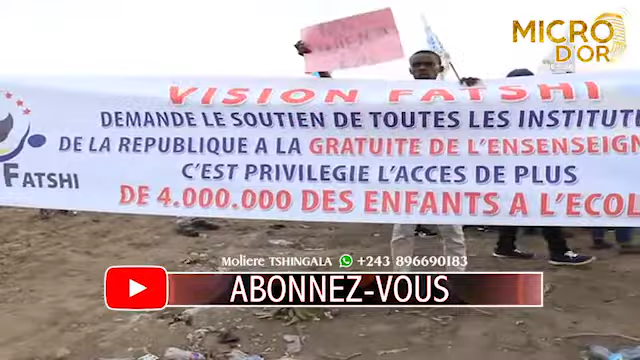 MICRO
D'OR
VISION FATSHI
DEMANDE LE SOUTIEN DE TOUTES LES INSTITUT
DE LA REPUBLIQUE A LA GRATUITE DE L'ENSENSEIGN
C'EST PRIVILEGIE L'ACCES DE PLUS
FATSHI
DE 4.000.000 DES ENFANTS A L'ECOL
Moliere TSHINGALA +243 896690183
ABONNEZ-VOUS